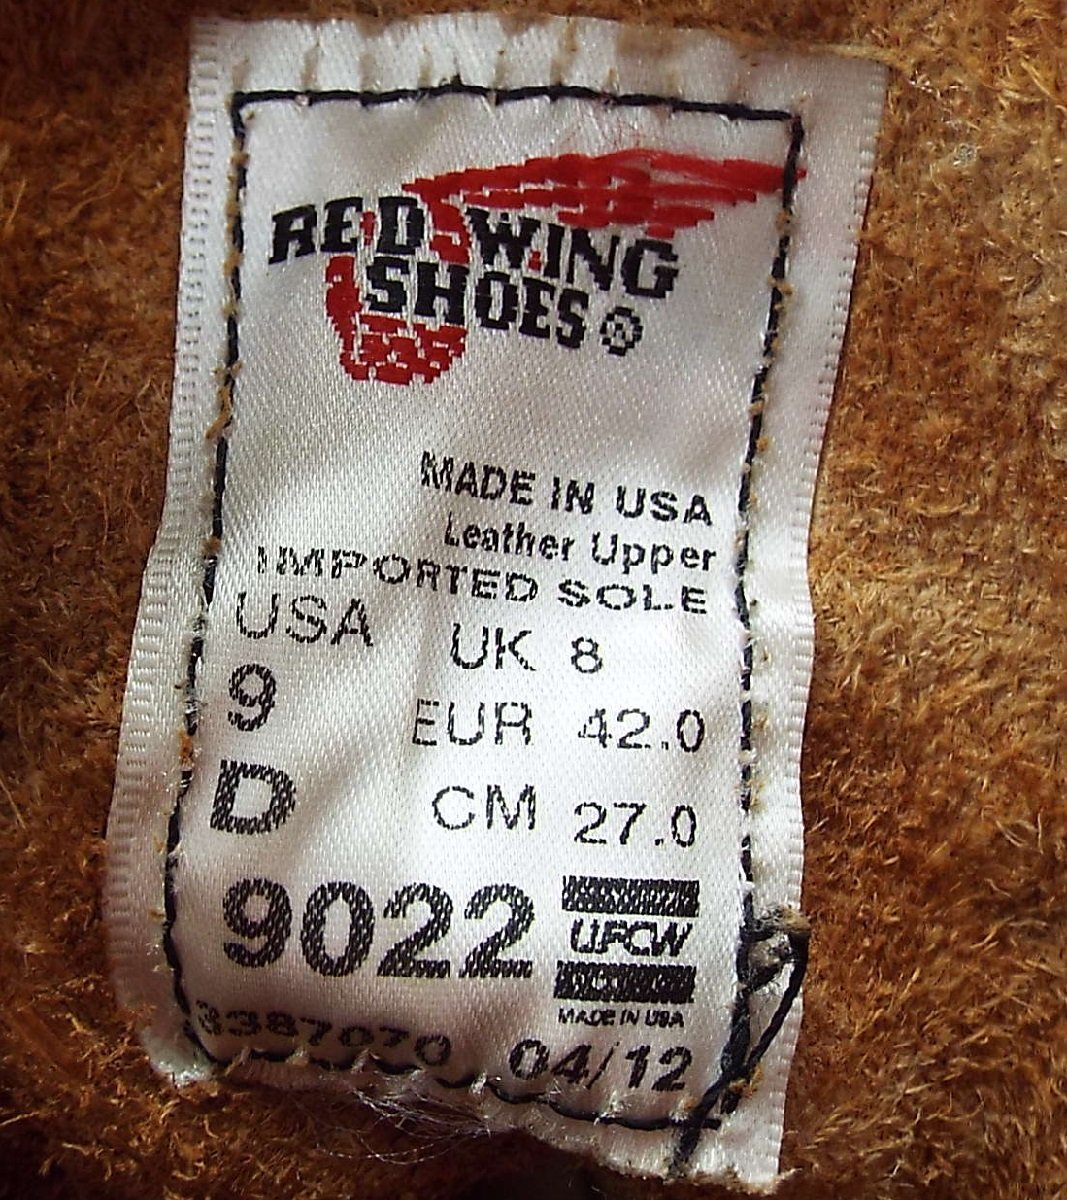 RED WING
SHOES ®
MADE IN USA
Leather Upper
IMPORTED SOLE
USA UK 8
9 EUR 42.0
D CM 27.0
9022 UFCW
MADE IN USA
3387070 04/12